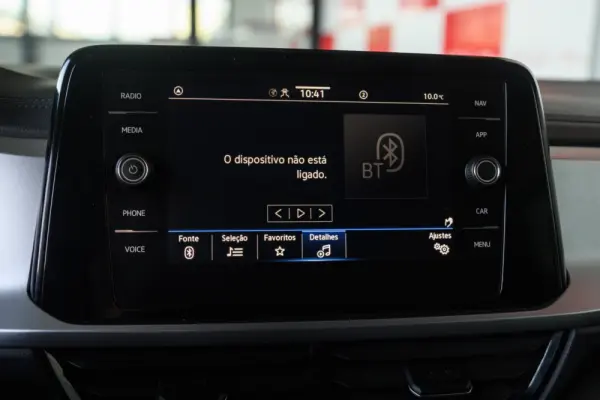 RADIO
MEDIA
PHONE
VOICE
10:41
10.0°C
O dispositivo não está
ligado.
BT
Fonte
Seleção
Favoritos
Detalhes
Ajustes
NAV
APP
CAR
MENU